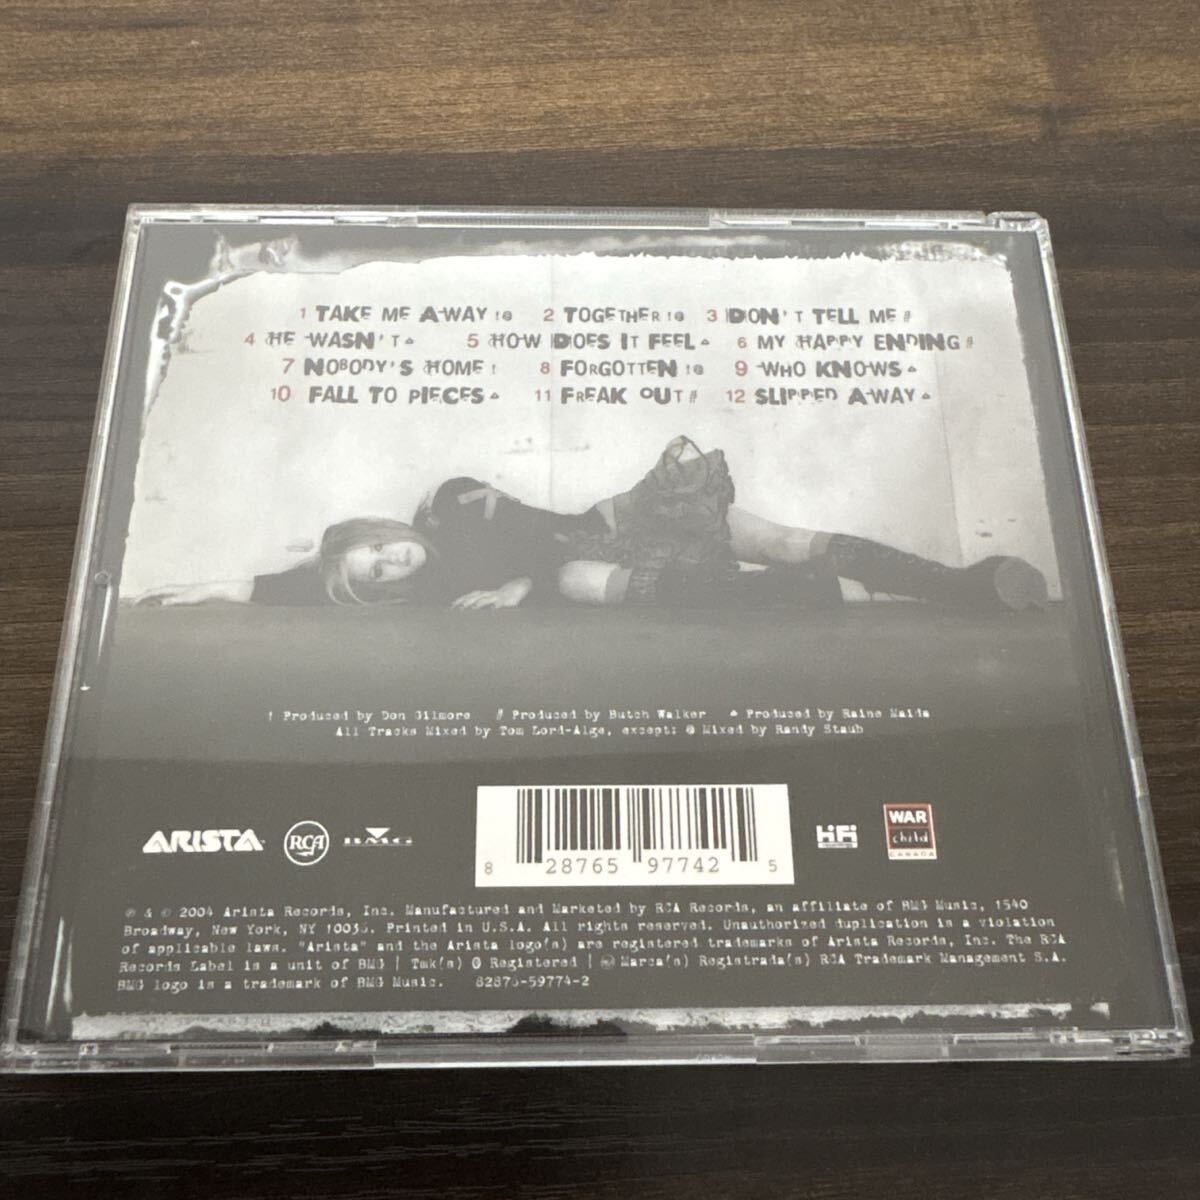 1 TAKE ME AWAY !@ 2 TOGETHER !@ 3 DON'T TELL ME #
4 HE WASN'T ^ 5 HOW DOES IT FEEL ^ 6 MY HAPPY ENDING #
7 NOBODY'S HOME ! 8 FORGOTTEN !@ 9 WHO KNOWS ^
10 FALL TO PIECES ^ 11 FREAK OUT # 12 SLIPPED AWAY ^
! Produced by Don Gilmore # Produced by Butch Walker ^ Produced by Raine Maida
All Tracks Mixed by Tom Lord-Alge, except: @ Mixed by Randy Staub
ARISTA RCA BMG
8 28765 97742 5
HiFi
WAR
child
CANADA
℗ & © 2004 Arista Records, Inc. Manufactured and Marketed by RCA Records, an affiliate of BMG Music, 1540
Broadway, New York, NY 10036. Printed in U.S.A. All rights reserved. Unauthorized duplication is a violation
of applicable laws. "Arista" and the Arista logo(s) are registered trademarks of Arista Records, Inc. The RCA
Records Label is a unit of BMG | Tmk(s) ® Registered | Marca(s) Registrada(s) RCA Trademark Management S.A.
BMG logo is a trademark of BMG Music. 82876-59774-2